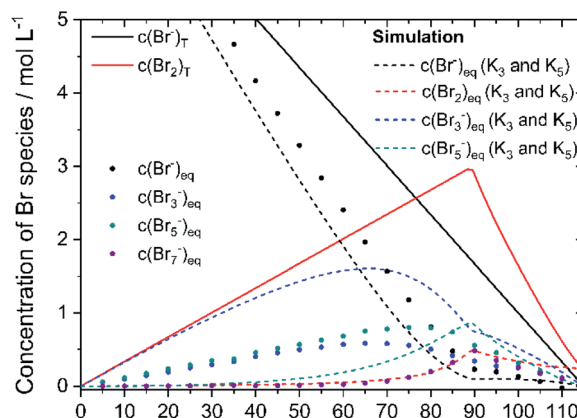 Concentration of Br species / mol L⁻¹
5
4
3
2
1
0
c(Br⁻)T
c(Br₂)T
c(Br⁻)eq
c(Br₃⁻)eq
c(Br₅⁻)eq
c(Br₇⁻)eq
Simulation
c(Br⁻)eq (K₃ and K₅)
c(Br₂)eq (K₃ and K₅)
c(Br₃⁻)eq (K₃ and K₅)
c(Br₅⁻)eq (K₃ and K₅)
0 10 20 30 40 50 60 70 80 90 100 110